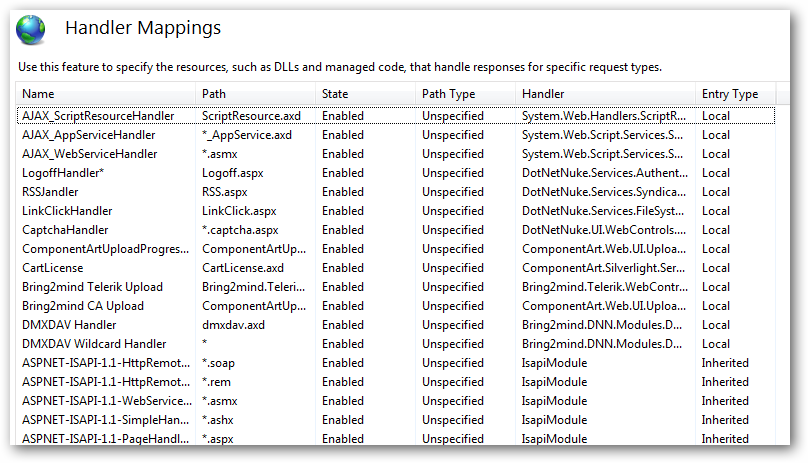 Handler Mappings
Use this feature to specify the resources, such as DLLs and managed code, that handle responses for specific request types.
Name Path State Path Type Handler Entry Type
AJAX_ScriptResourceHandler ScriptResource.axd Enabled Unspecified System.Web.Handlers.ScriptR... Local
AJAX_AppServiceHandler *_AppService.axd Enabled Unspecified System.Web.Script.Services.S... Local
AJAX_WebServiceHandler *.asmx Enabled Unspecified System.Web.Script.Services.S... Local
LogoffHandler* Logoff.aspx Enabled Unspecified DotNetNuke.Services.Authent... Local
RSSJandler RSS.aspx Enabled Unspecified DotNetNuke.Services.Syndica... Local
LinkClickHandler LinkClick.aspx Enabled Unspecified DotNetNuke.Services.FileSyst... Local
CaptchaHandler *.captcha.aspx Enabled Unspecified DotNetNuke.UI.WebControls.... Local
ComponentArtUploadProgres... ComponentArtUp... Enabled Unspecified ComponentArt.Web.UI.Uploa... Local
CartLicense CartLicense.axd Enabled Unspecified ComponentArt.Silverlight.Ser... Local
Bring2mind Telerik Upload Bring2mind.Teleri... Enabled Unspecified Bring2mind.Telerik.WebContr... Local
Bring2mind CA Upload ComponentArtUp... Enabled Unspecified ComponentArt.Web.UI.Uploa... Local
DMXDAV Handler dmxdav.axd Enabled Unspecified Bring2mind.DNN.Modules.D... Local
DMXDAV Wildcard Handler * Enabled Unspecified Bring2mind.DNN.Modules.D... Local
ASPNET-ISAPI-1.1-HttpRemot... *.soap Enabled Unspecified IsapiModule Inherited
ASPNET-ISAPI-1.1-HttpRemot... *.rem Enabled Unspecified IsapiModule Inherited
ASPNET-ISAPI-1.1-WebService... *.asmx Enabled Unspecified IsapiModule Inherited
ASPNET-ISAPI-1.1-SimpleHan... *.ashx Enabled Unspecified IsapiModule Inherited
ASPNET-ISAPI-1.1-PageHandl... *.aspx Enabled Unspecified IsapiModule Inherited